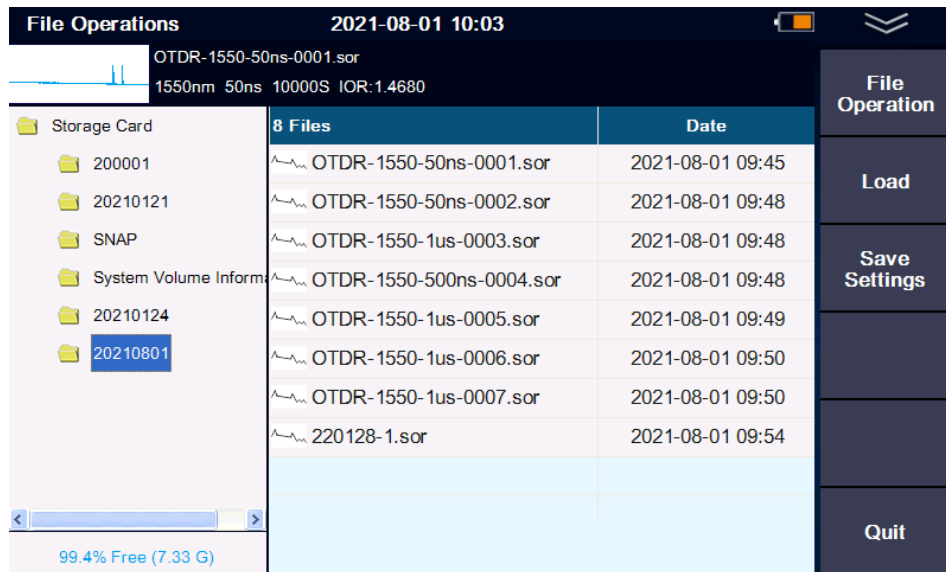 File Operations 2021-08-01 10:03
OTDR-1550-50ns-0001.sor
1550nm 50ns 10000S IOR:1.4680
Storage Card
200001
20210121
SNAP
System Volume Informa
20210124
20210801
99.4% Free (7.33 G)
8 Files Date
OTDR-1550-50ns-0001.sor 2021-08-01 09:45
OTDR-1550-50ns-0002.sor 2021-08-01 09:48
OTDR-1550-1us-0003.sor 2021-08-01 09:48
OTDR-1550-500ns-0004.sor 2021-08-01 09:48
OTDR-1550-1us-0005.sor 2021-08-01 09:49
OTDR-1550-1us-0006.sor 2021-08-01 09:50
OTDR-1550-1us-0007.sor 2021-08-01 09:50
220128-1.sor 2021-08-01 09:54
File
Operation
Load
Save
Settings
Quit